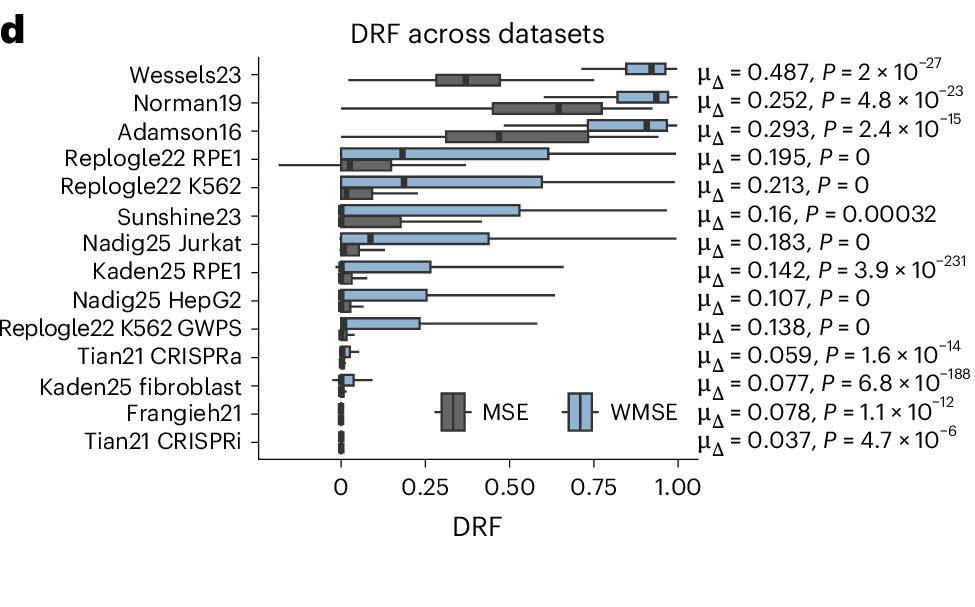 d
DRF across datasets
Wessels23 μΔ = 0.487, P = 2 × 10⁻²⁷
Norman19 μΔ = 0.252, P = 4.8 × 10⁻²³
Adamson16 μΔ = 0.293, P = 2.4 × 10⁻¹⁵
Replogle22 RPE1 μΔ = 0.195, P = 0
Replogle22 K562 μΔ = 0.213, P = 0
Sunshine23 μΔ = 0.16, P = 0.00032
Nadig25 Jurkat μΔ = 0.183, P = 0
Kaden25 RPE1 μΔ = 0.142, P = 3.9 × 10⁻²³¹
Nadig25 HepG2 μΔ = 0.107, P = 0
Replogle22 K562 GWPS μΔ = 0.138, P = 0
Tian21 CRISPRa μΔ = 0.059, P = 1.6 × 10⁻¹⁴
Kaden25 fibroblast μΔ = 0.077, P = 6.8 × 10⁻¹⁸⁸
Frangieh21 MSE WMSE μΔ = 0.078, P = 1.1 × 10⁻¹²
Tian21 CRISPRi μΔ = 0.037, P = 4.7 × 10⁻⁶
0 0.25 0.50 0.75 1.00
DRF